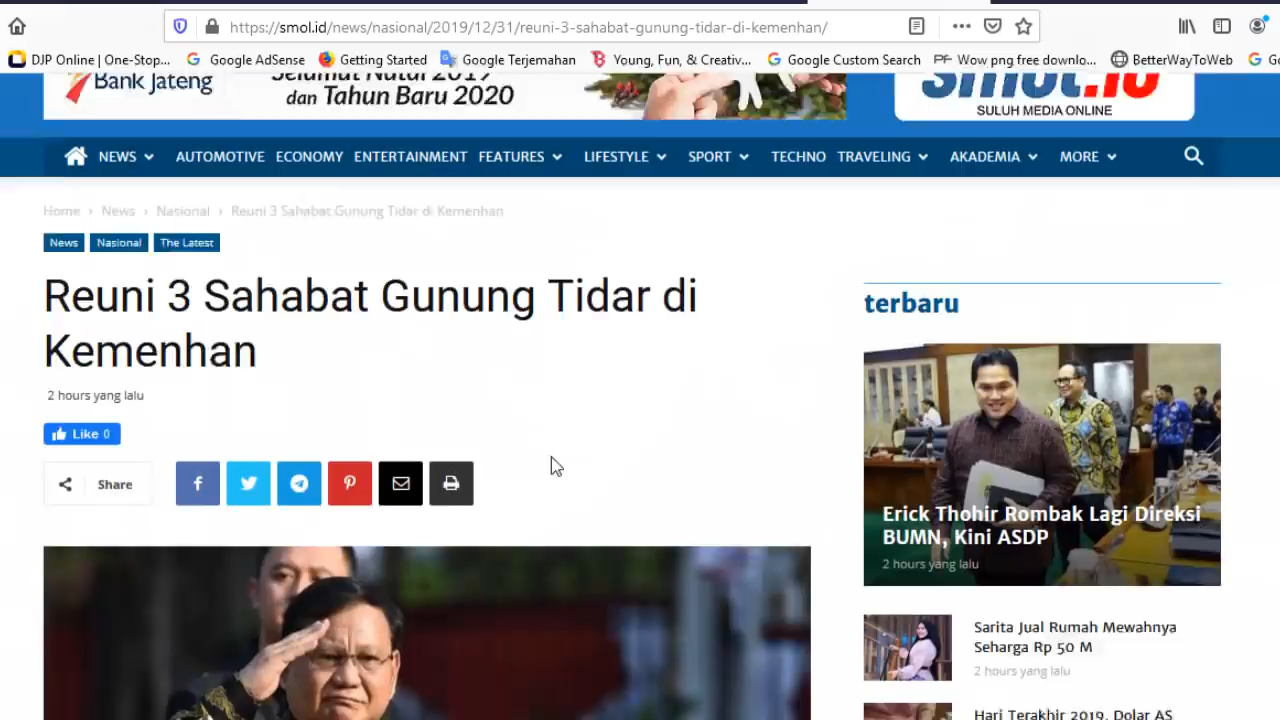 https://smol.id/news/nasional/2019/12/31/reuni-3-sahabat-gunung-tidar-di-kemenhan/
DJP Online | One-Stop...
Google AdSense
Getting Started
Google Terjemahan
Young, Fun, & Creativ...
Google Custom Search
Wow png free downlo...
BetterWayToWeb
Bank Jateng
Selamat Natal 2019
dan Tahun Baru 2020
smol.id
SULUH MEDIA ONLINE
NEWS AUTOMOTIVE ECONOMY ENTERTAINMENT FEATURES LIFESTYLE SPORT TECHNO TRAVELING AKADEMIA MORE
Home › News › Nasional › Reuni 3 Sahabat Gunung Tidar di Kemenhan
News Nasional The Latest
Reuni 3 Sahabat Gunung Tidar di
Kemenhan
2 hours yang lalu
Like 0
Share
terbaru
Erick Thohir Rombak Lagi Direksi
BUMN, Kini ASDP
2 hours yang lalu
Sarita Jual Rumah Mewahnya
Seharga Rp 50 M
2 hours yang lalu
Hari Terakhir 2019, Dolar AS